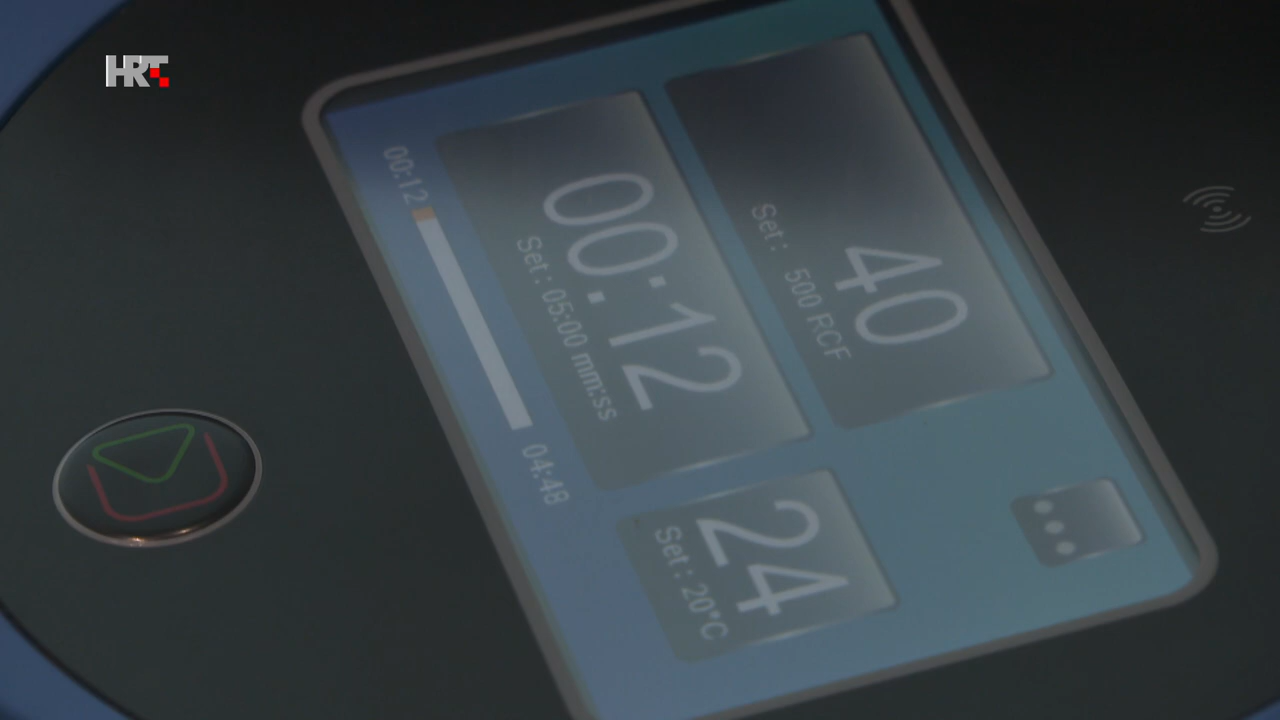 HRT
40
Set : 500 RCF
00:12
Set : 05:00 mm:ss
00:12
04:48
24
Set : 20°C